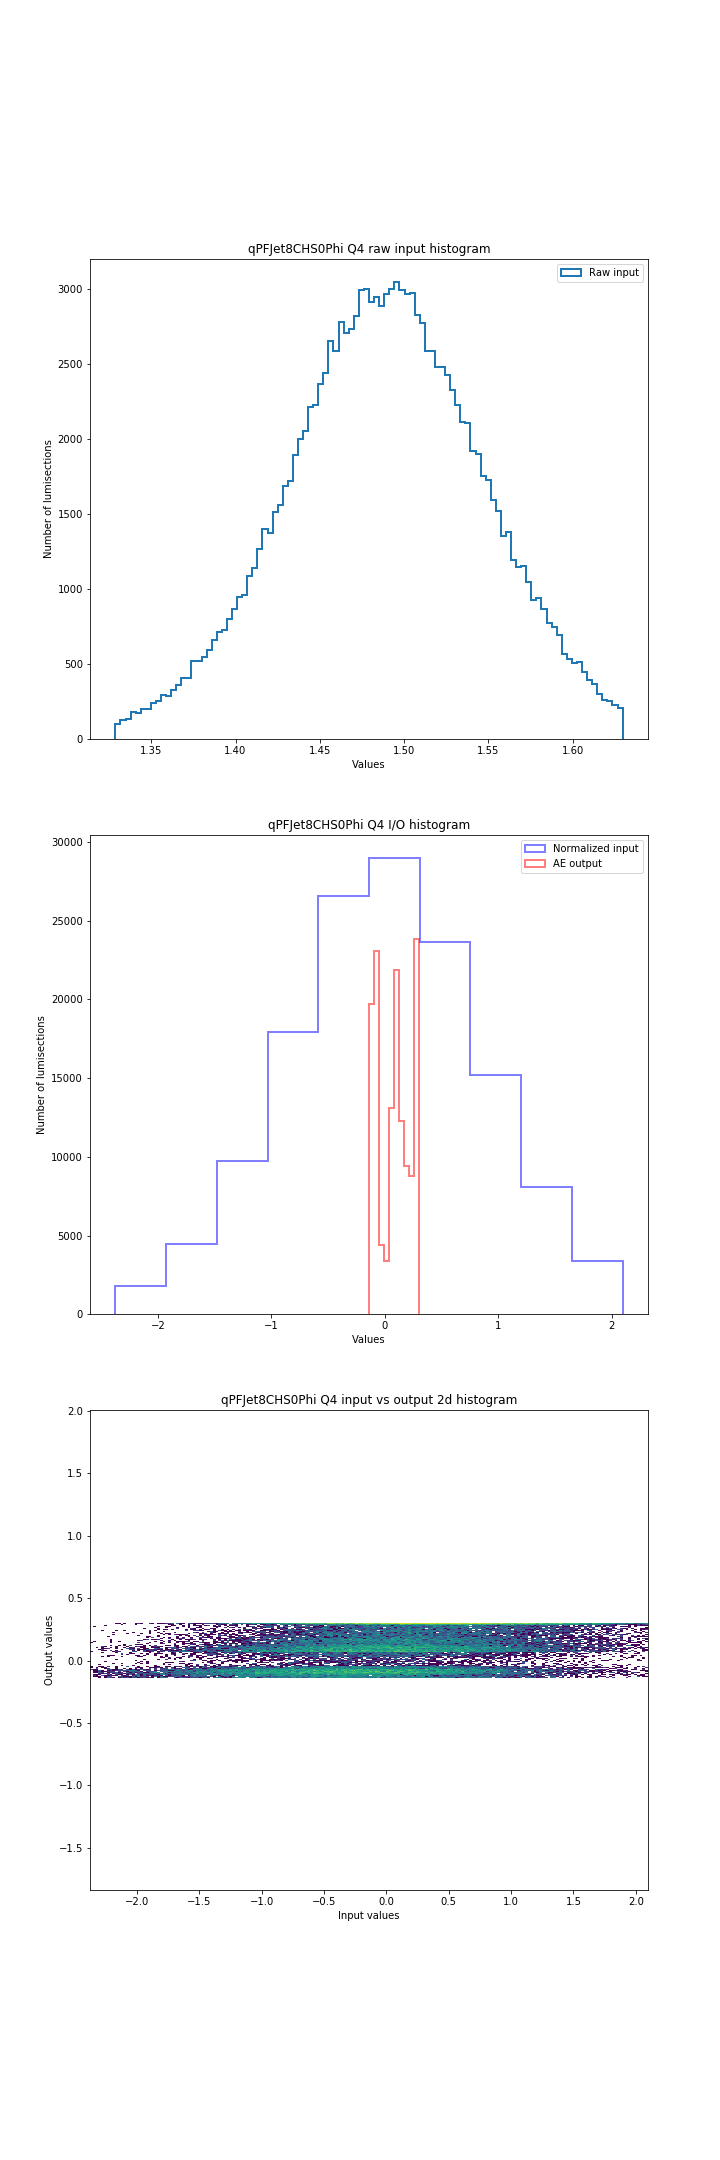 qPFJet8CHS0Phi Q4 raw input histogram
Raw input
Number of lumisections
3000
2500
2000
1500
1000
500
0
1.35 1.40 1.45 1.50 1.55 1.60
Values
qPFJet8CHS0Phi Q4 I/O histogram
Normalized input
AE output
Number of lumisections
30000
25000
20000
15000
10000
5000
0
−2 −1 0 1 2
Values
qPFJet8CHS0Phi Q4 input vs output 2d histogram
Output values
2.0
1.5
1.0
0.5
0.0
−0.5
−1.0
−1.5
−2.0 −1.5 −1.0 −0.5 0.0 0.5 1.0 1.5 2.0
Input values